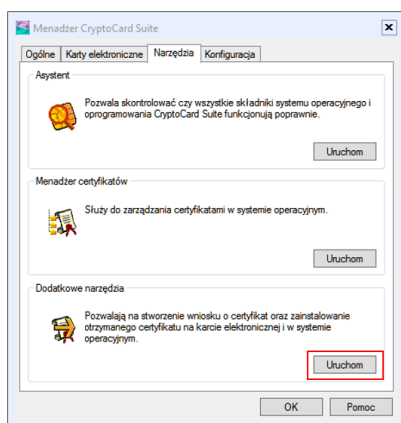 Menadżer CryptoCard Suite
Ogólne Karty elektroniczne Narzędzia Konfiguracja
Asystent
Pozwala skontrolować czy wszystkie składniki systemu operacyjnego i
oprogramowania CryptoCard Suite funkcjonują poprawnie.
Uruchom
Menadżer certyfikatów
Służy do zarządzania certyfikatami w systemie operacyjnym.
Uruchom
Dodatkowe narzędzia
Pozwalają na stworzenie wniosku o certyfikat oraz zainstalowanie
otrzymanego certyfikatu na karcie elektronicznej i w systemie
operacyjnym.
Uruchom
OK Pomoc